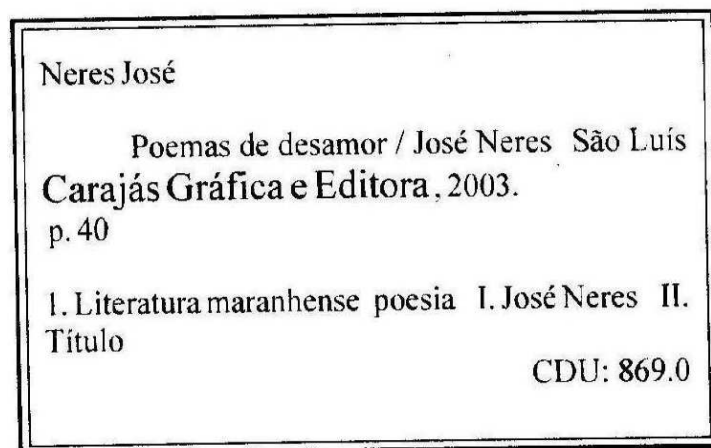 Neres José
Poemas de desamor / José Neres São Luís
Carajás Gráfica e Editora, 2003.
p. 40
1. Literatura maranhense poesia I. José Neres II.
Título
CDU: 869.0